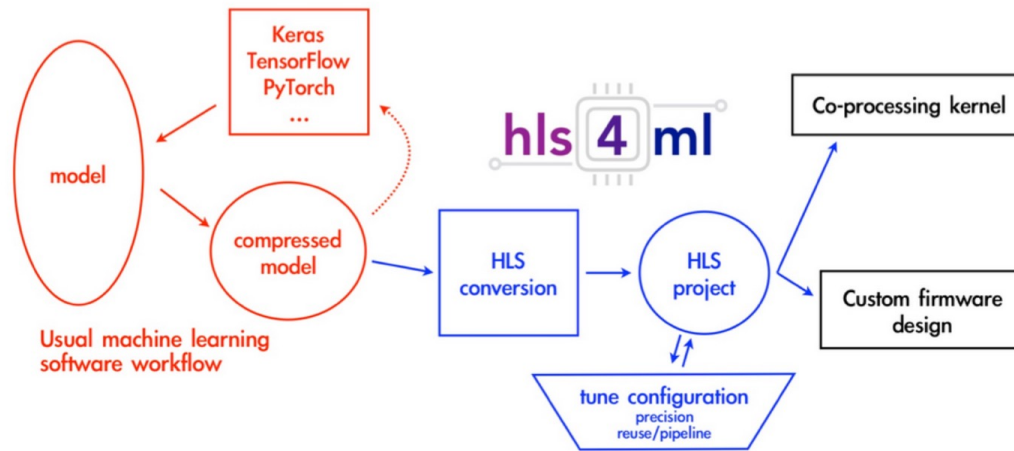 Keras
TensorFlow
PyTorch
...
model
compressed
model
Usual machine learning
software workflow
hls 4 ml
HLS
conversion
HLS
project
tune configuration
precision
reuse/pipeline
Co-processing kernel
Custom firmware
design